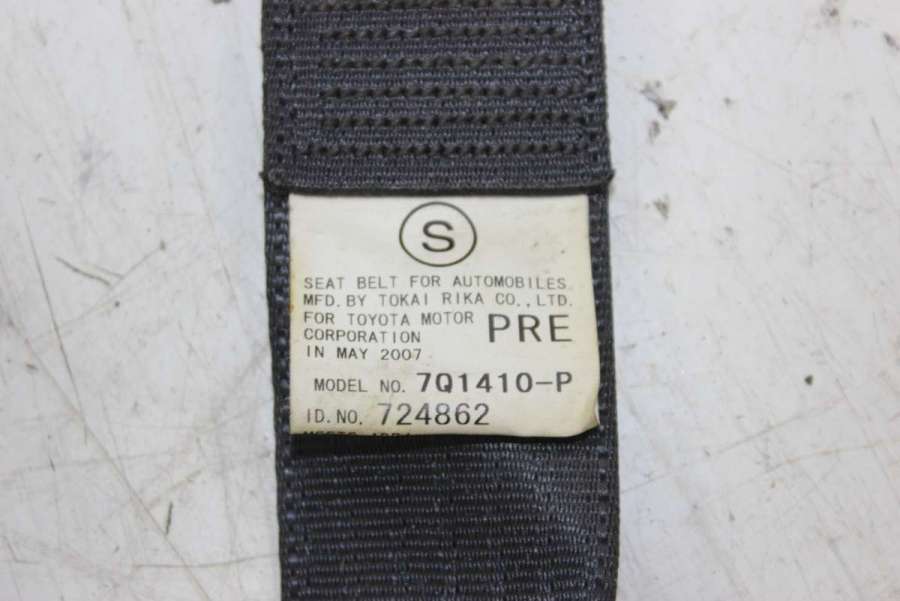 S
SEAT BELT FOR AUTOMOBILES.
MFD. BY TOKAI RIKA CO., LTD.
FOR TOYOTA MOTOR
CORPORATION
PRE
IN MAY 2007
MODEL NO. 7Q1410-P
ID. NO. 724862